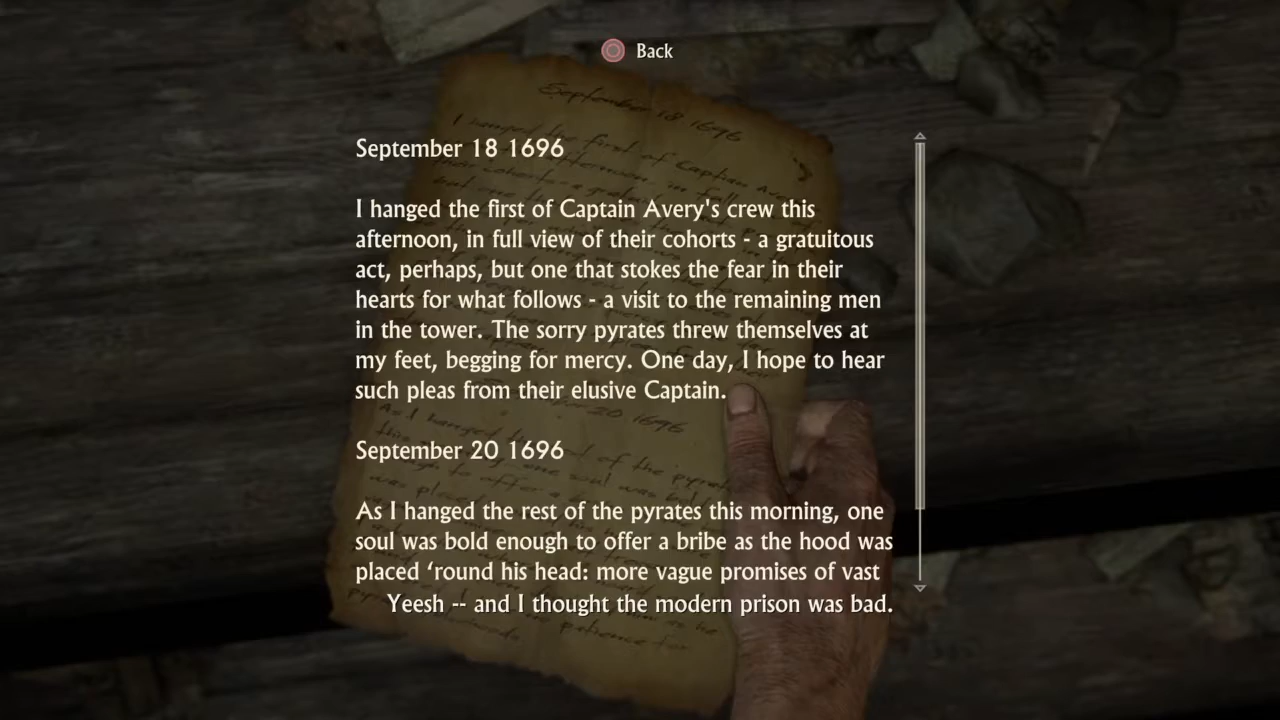 Back
September 18 1696
I hanged the first of Captain Avery's crew this
afternoon, in full view of their cohorts - a gratuitous
act, perhaps, but one that stokes the fear in their
hearts for what follows - a visit to the remaining men
in the tower. The sorry pyrates threw themselves at
my feet, begging for mercy. One day, I hope to hear
such pleas from their elusive Captain.
September 20 1696
As I hanged the rest of the pyrates this morning, one
soul was bold enough to offer a bribe as the hood was
placed ‘round his head: more vague promises of vast
Yeesh -- and I thought the modern prison was bad.